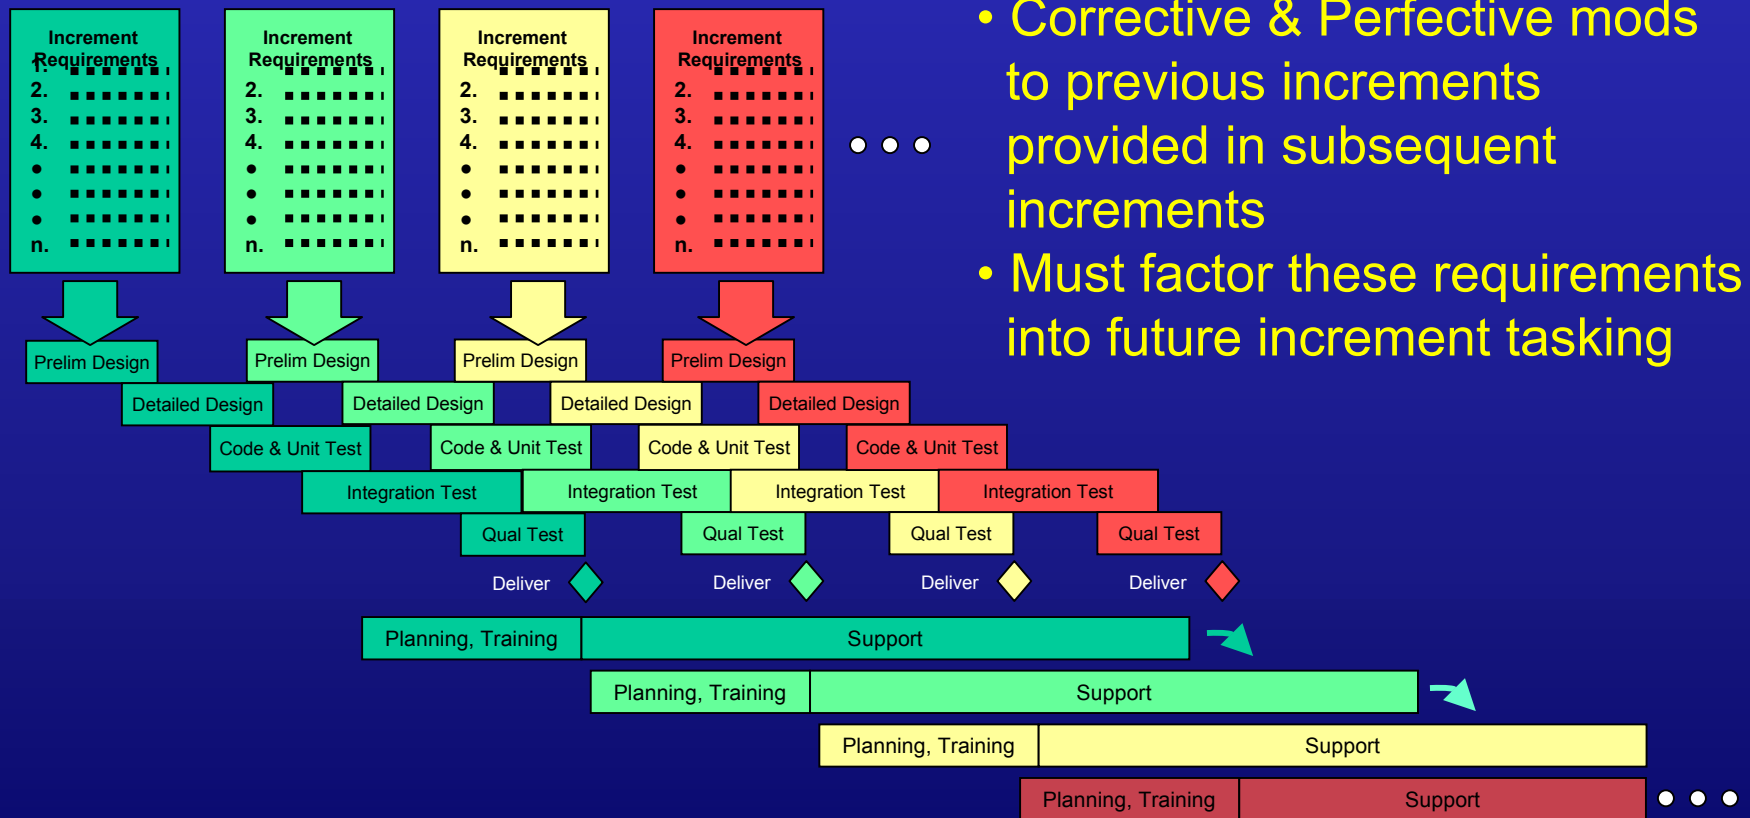 Increment
Requirements
1.
2.
3.
4.
•
•
•
n.
Increment
Requirements
2.
3.
4.
•
•
•
n.
Increment
Requirements
2.
3.
4.
•
•
•
n.
Increment
Requirements
2.
3.
4.
•
•
•
n.
• Corrective & Perfective mods
to previous increments
provided in subsequent
increments
• Must factor these requirements
into future increment tasking
Prelim Design
Prelim Design
Prelim Design
Prelim Design
Detailed Design
Detailed Design
Detailed Design
Detailed Design
Code & Unit Test
Code & Unit Test
Code & Unit Test
Code & Unit Test
Integration Test
Integration Test
Integration Test
Integration Test
Qual Test
Qual Test
Qual Test
Qual Test
Deliver
Deliver
Deliver
Deliver
Planning, Training
Support
Planning, Training
Support
Planning, Training
Support
Planning, Training
Support